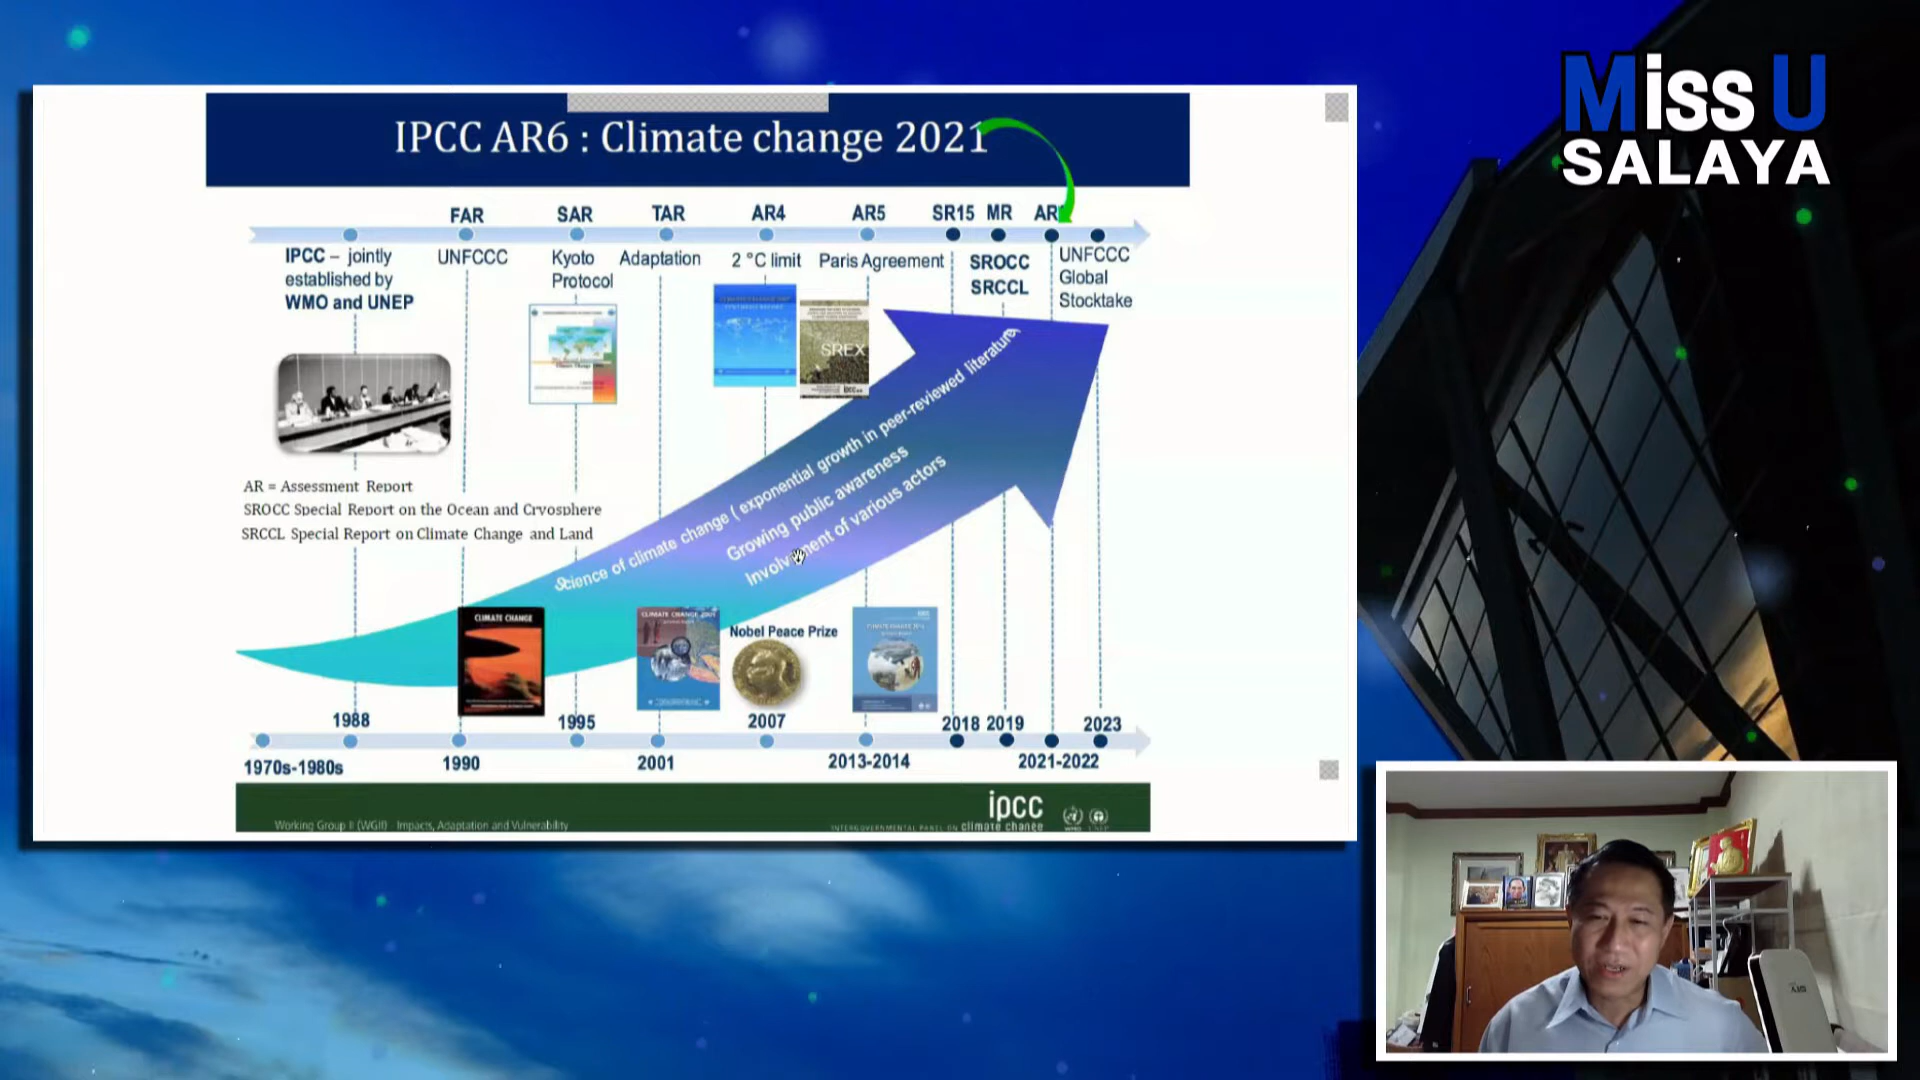 Miss U
SALAYA
IPCC AR6 : Climate change 2021
FAR SAR TAR AR4 AR5 SR15 MR AR
IPCC – jointly
established by
WMO and UNEP
UNFCCC
Kyoto
Protocol
Adaptation
2 °C limit
Paris Agreement
SROCC
SRCCL
UNFCCC
Global
Stocktake
SREX
ipcc
AR = Assessment Report
SROCC Special Report on the Ocean and Cryosphere
SRCCL Special Report on Climate Change and Land
Science of climate change ( exponential growth in peer-reviewed literature)
Growing public awareness
Involvement of various actors
CLIMATE CHANGE
CLIMATE CHANGE 2001
Nobel Peace Prize
CLIMATE CHANGE 2014
1988 1995 2007 2018 2019 2023
1970s-1980s 1990 2001 2013-2014 2021-2022
Working Group II (WGII) - Impacts, Adaptation and Vulnerability
ipcc
INTERGOVERNMENTAL PANEL ON climate change
WMO UNEP